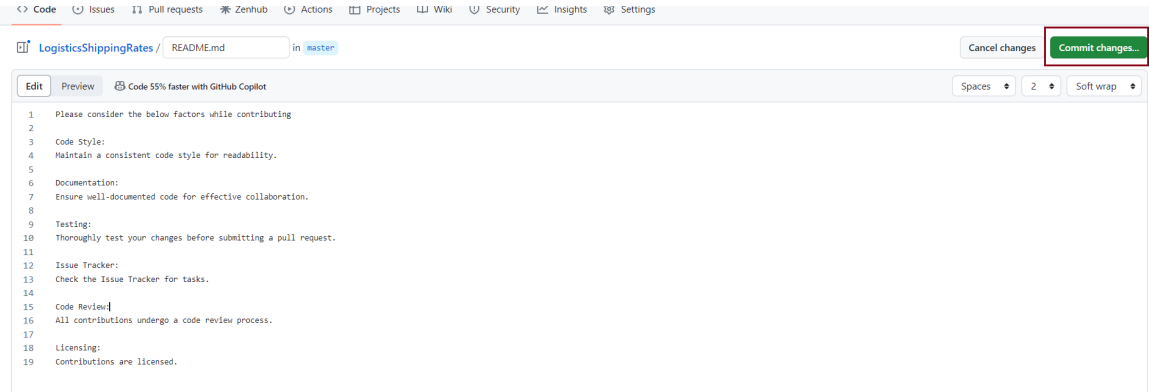 Code Issues Pull requests Zenhub Actions Projects Wiki Security Insights Settings
LogisticsShippingRates / README.md in master Cancel changes Commit changes...
Edit Preview Code 55% faster with GitHub Copilot Spaces 2 Soft wrap
1 Please consider the below factors while contributing
2
3 Code Style:
4 Maintain a consistent code style for readability.
5
6 Documentation:
7 Ensure well-documented code for effective collaboration.
8
9 Testing:
10 Thoroughly test your changes before submitting a pull request.
11
12 Issue Tracker:
13 Check the Issue Tracker for tasks.
14
15 Code Review:
16 All contributions undergo a code review process.
17
18 Licensing:
19 Contributions are licensed.